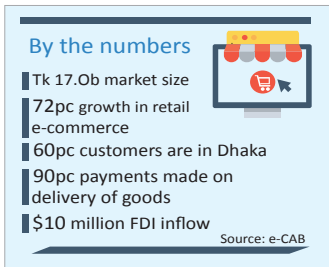 By the numbers
Tk 17.0b market size
72pc growth in retail
e-commerce
60pc customers are in Dhaka
90pc payments made on
delivery of goods
$10 million FDI inflow
Source: e-CAB